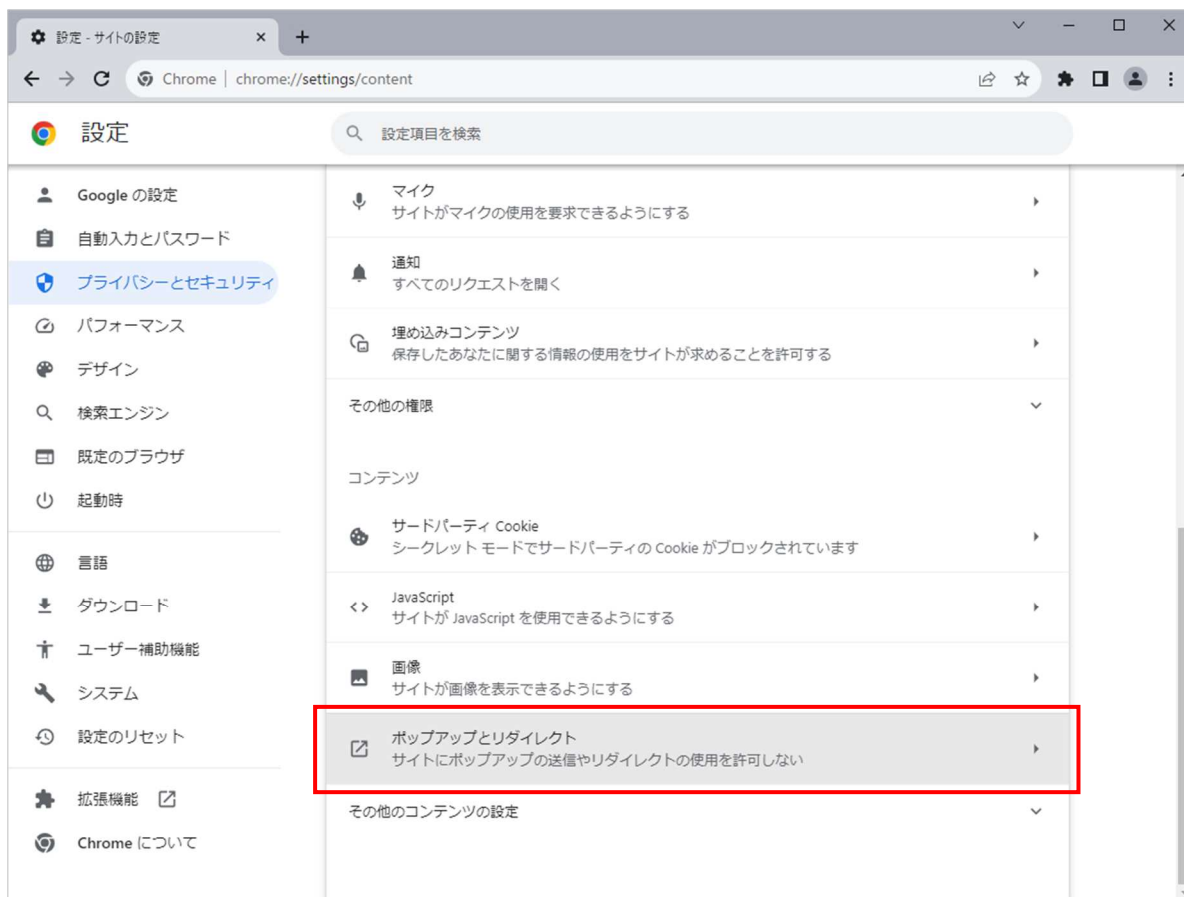 設定 - サイトの設定
Chrome | chrome://settings/content
設定
設定項目を検索
Google の設定
自動入力とパスワード
プライバシーとセキュリティ
パフォーマンス
デザイン
検索エンジン
既定のブラウザ
起動時
言語
ダウンロード
ユーザー補助機能
システム
設定のリセット
拡張機能
Chrome について
マイク
サイトがマイクの使用を要求できるようにする
通知
すべてのリクエストを開く
埋め込みコンテンツ
保存したあなたに関する情報の使用をサイトが求めることを許可する
その他の権限
コンテンツ
サードパーティ Cookie
シークレット モードでサードパーティの Cookie がブロックされています
JavaScript
サイトが JavaScript を使用できるようにする
画像
サイトが画像を表示できるようにする
ポップアップとリダイレクト
サイトにポップアップの送信やリダイレクトの使用を許可しない
その他のコンテンツの設定